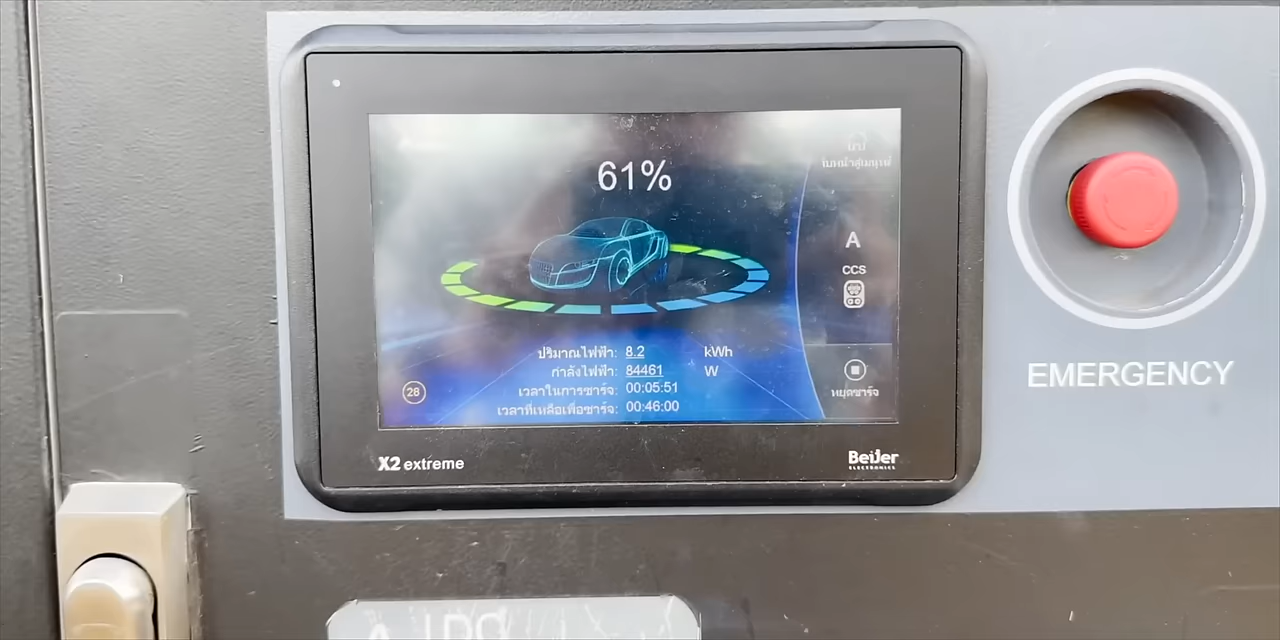 61%
A
CCS
ปริมาณไฟฟ้า: 8.2 kWh
กำลังไฟฟ้า: 84461 W
เวลาในการชาร์จ: 00:05:51
เวลาที่เหลือเพื่อชาร์จ: 00:46:00
28
หยุดชาร์จ
X2 extreme
Beijer
ELECTRONICS
EMERGENCY